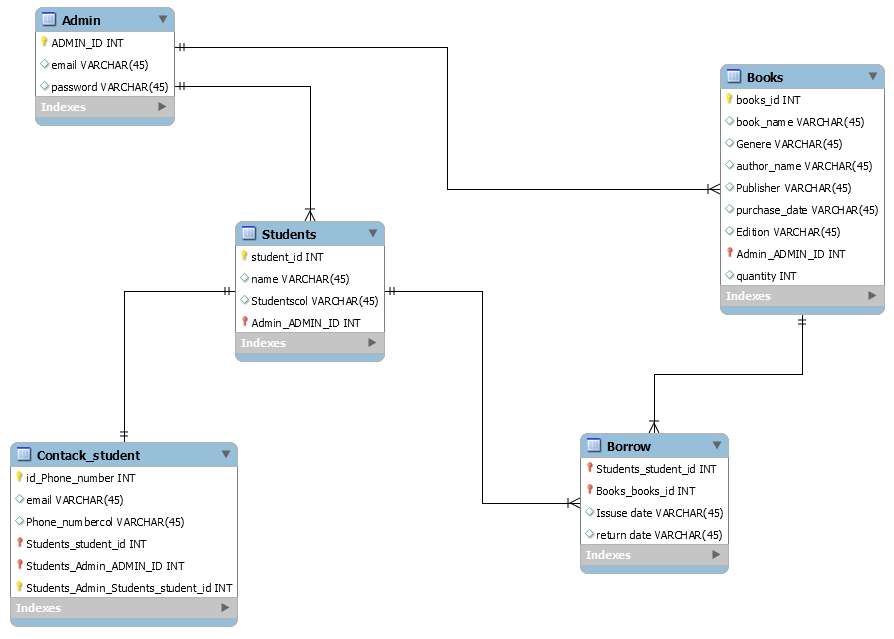 Admin
ADMIN_ID INT
email VARCHAR(45)
password VARCHAR(45)
Indexes
Books
books_id INT
book_name VARCHAR(45)
Genere VARCHAR(45)
author_name VARCHAR(45)
Publisher VARCHAR(45)
purchase_date VARCHAR(45)
Edition VARCHAR(45)
Admin_ADMIN_ID INT
quantity INT
Indexes
Students
student_id INT
name VARCHAR(45)
Studentscol VARCHAR(45)
Admin_ADMIN_ID INT
Indexes
Contack_student
id_Phone_number INT
email VARCHAR(45)
Phone_numbercol VARCHAR(45)
Students_student_id INT
Students_Admin_ADMIN_ID INT
Students_Admin_Students_student_id INT
Indexes
Borrow
Students_student_id INT
Books_books_id INT
Issuse date VARCHAR(45)
return date VARCHAR(45)
Indexes